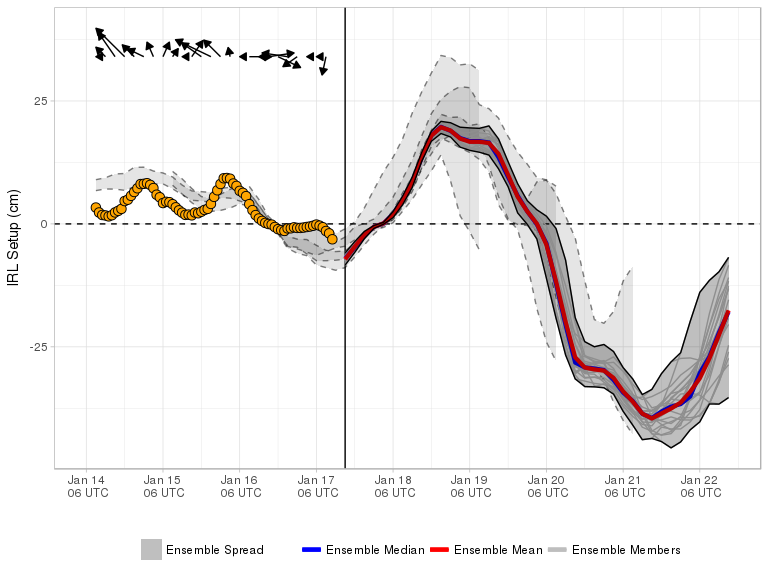 25
0
-25
IRL Setup (cm)
Jan 14 Jan 15 Jan 16 Jan 17 Jan 18 Jan 19 Jan 20 Jan 21 Jan 22
06 UTC 06 UTC 06 UTC 06 UTC 06 UTC 06 UTC 06 UTC 06 UTC 06 UTC
Ensemble Spread Ensemble Median Ensemble Mean Ensemble Members